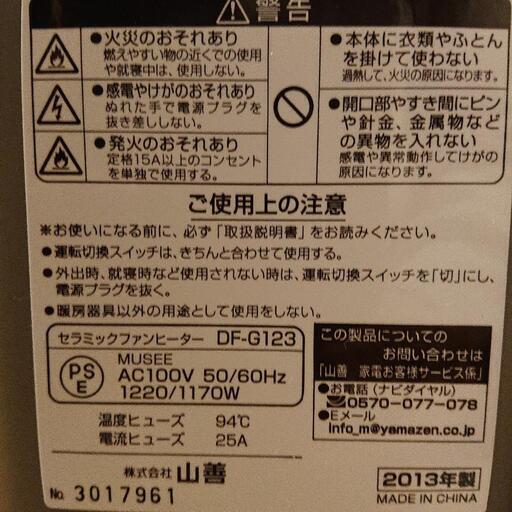 警告
●火災のおそれあり
燃えやすい物の近くでの使用
や就寝中は、使用しない。
●感電やけがのおそれあり
ぬれた手で電源プラグを
抜き差ししない。
●発火のおそれあり
定格15A以上のコンセント
を単独で使用する。
●本体に衣類やふとん
を掛けて使わない
過熱して、火災の原因になります。
●開口部やすき間にピン
や針金、金属物など
の異物を入れない
感電や異常動作してけがの
原因になります。
ご使用上の注意
※お使いになる前に、必ず「取扱説明書」をお読みください。
●運転切換スイッチは、きちんと合わせて使用する。
●外出時、就寝時など使用されない時は、運転切換スイッチを「切」にし、
電源プラグを抜く。
●暖房器具以外の用途として使用をしない。
セラミックファンヒーター DF-G123
PSE
MUSEE
AC100V 50/60Hz
1220/1170W
温度ヒューズ 94℃
電流ヒューズ 25A
株式会社 山善
No. 3017961
この製品についての
お問い合わせは
「山善 家電お客様サービス係」
●お電話(ナビダイヤル)
0570-077-078
●Eメール
info_m@yamazen.co.jp
2013年製
MADE IN CHINA